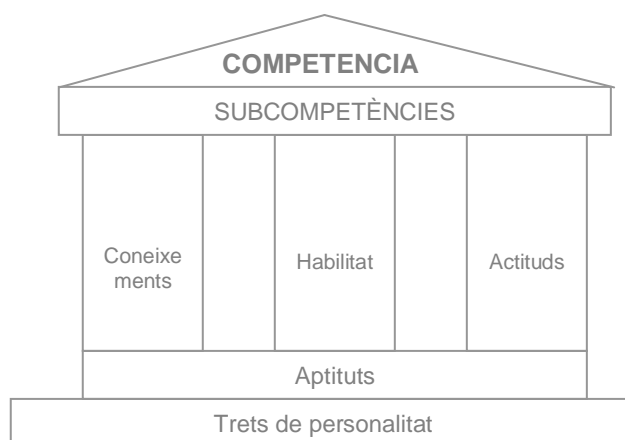 COMPETENCIA
SUBCOMPETÈNCIES
Coneixe
ments
Habilitat
Actituds
Aptituts
Trets de personalitat